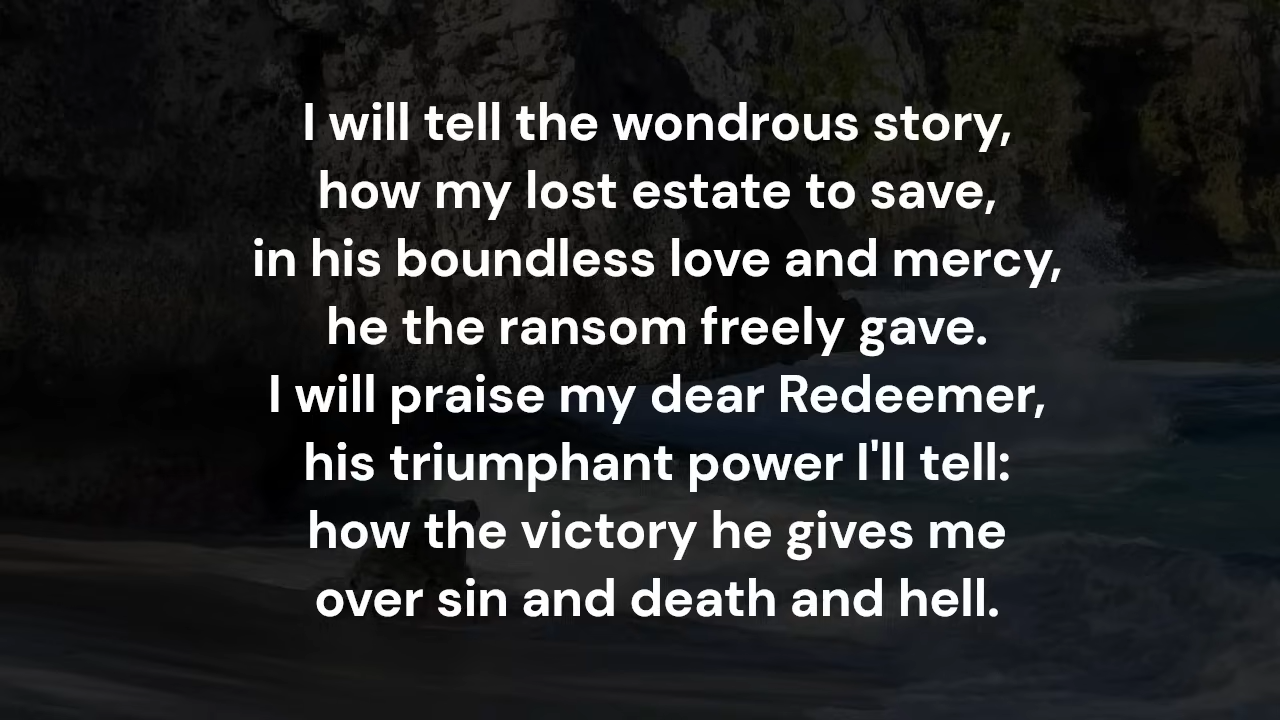 I will tell the wondrous story,
how my lost estate to save,
in his boundless love and mercy,
he the ransom freely gave.
I will praise my dear Redeemer,
his triumphant power I'll tell:
how the victory he gives me
over sin and death and hell.